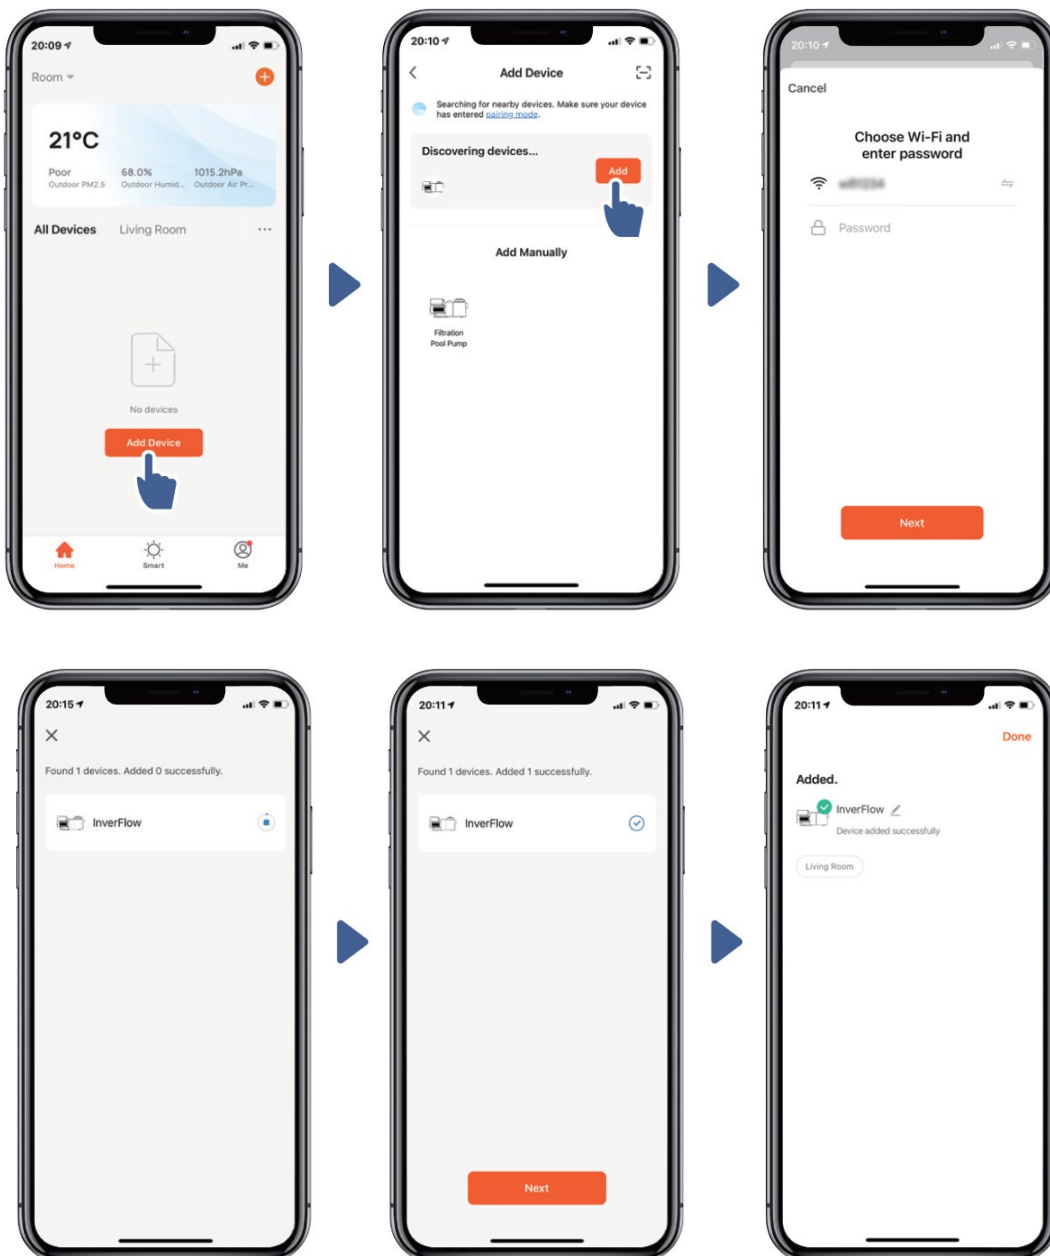 20:09
Room
21°C
Poor 68.0% 1015.2hPa
Outdoor PM2.5 Outdoor Humid... Outdoor Air Pr...
All Devices Living Room ...
No devices
Add Device
Home Smart Me
20:10
Add Device
Searching for nearby devices. Make sure your device
has entered pairing mode.
Discovering devices...
Add
Add Manually
Filtration
Pool Pump
20:10
Cancel
Choose Wi-Fi and
enter password
Password
Next
20:15
Found 1 devices. Added 0 successfully.
InverFlow
20:11
Found 1 devices. Added 1 successfully.
InverFlow
Next
20:11
Done
Added.
InverFlow
Device added successfully
Living Room